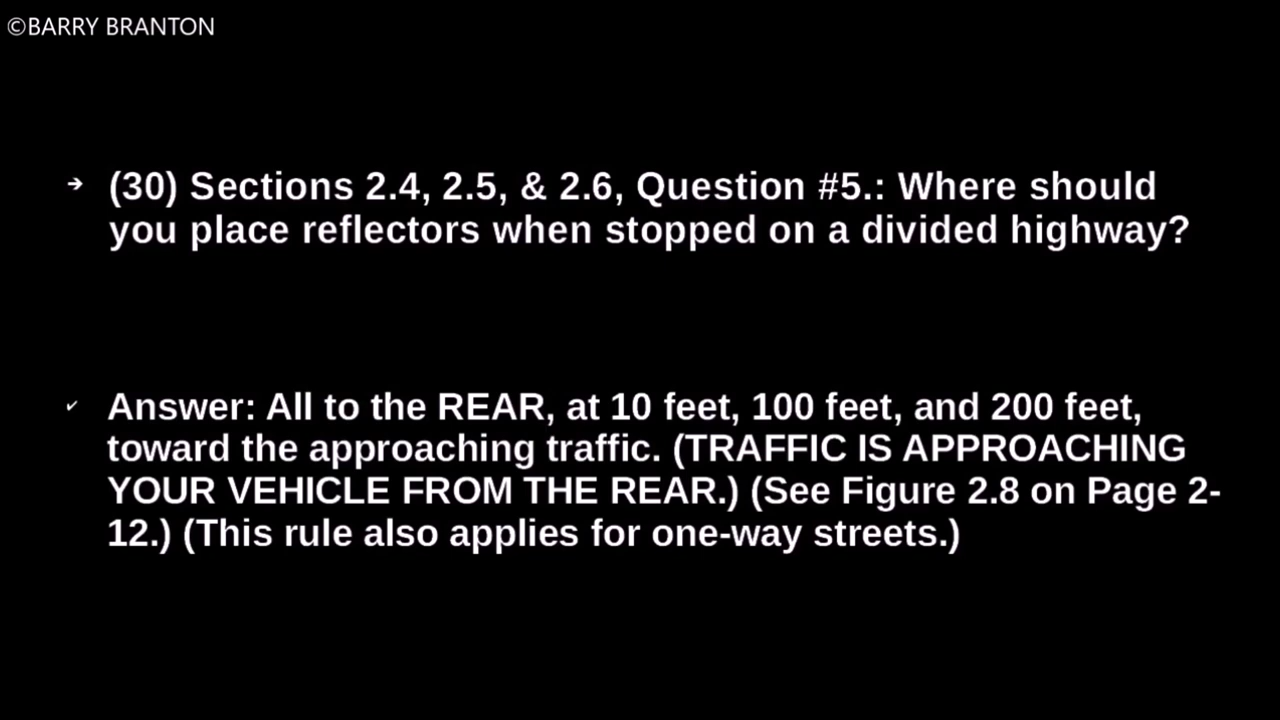 ©BARRY BRANTON
➔ (30) Sections 2.4, 2.5, & 2.6, Question #5.: Where should
you place reflectors when stopped on a divided highway?
✔ Answer: All to the REAR, at 10 feet, 100 feet, and 200 feet,
toward the approaching traffic. (TRAFFIC IS APPROACHING
YOUR VEHICLE FROM THE REAR.) (See Figure 2.8 on Page 2-
12.) (This rule also applies for one-way streets.)